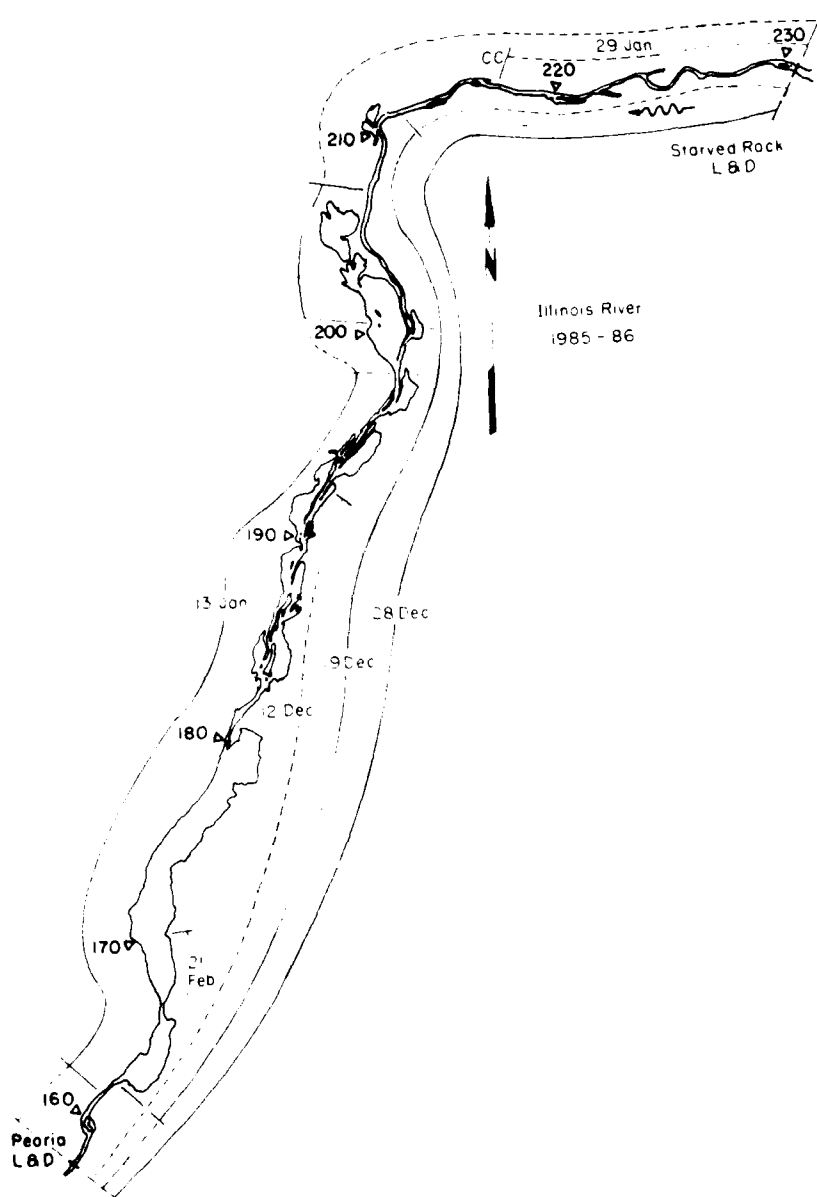 230
29 Jan
CC
220
210
Starved Rock
L & D
Illinois River
1985 - 86
200
190
13 Jan
28 Dec
9 Dec
12 Dec
180
170
21
Feb
160
Peoria
L & D